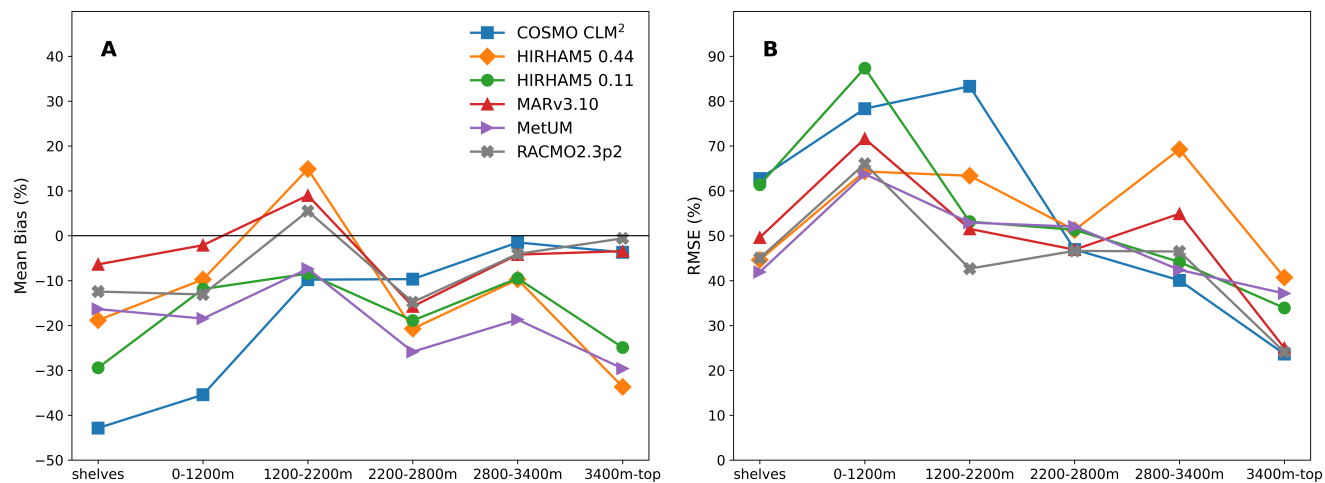 A
COSMO CLM²
HIRHAM5 0.44
HIRHAM5 0.11
MARv3.10
MetUM
RACMO2.3p2
Mean Bias (%)
40
30
20
10
0
−10
−20
−30
−40
−50
shelves 0-1200m 1200-2200m 2200-2800m 2800-3400m 3400m-top
B
RMSE (%)
90
80
70
60
50
40
30
20
10
0
shelves 0-1200m 1200-2200m 2200-2800m 2800-3400m 3400m-top